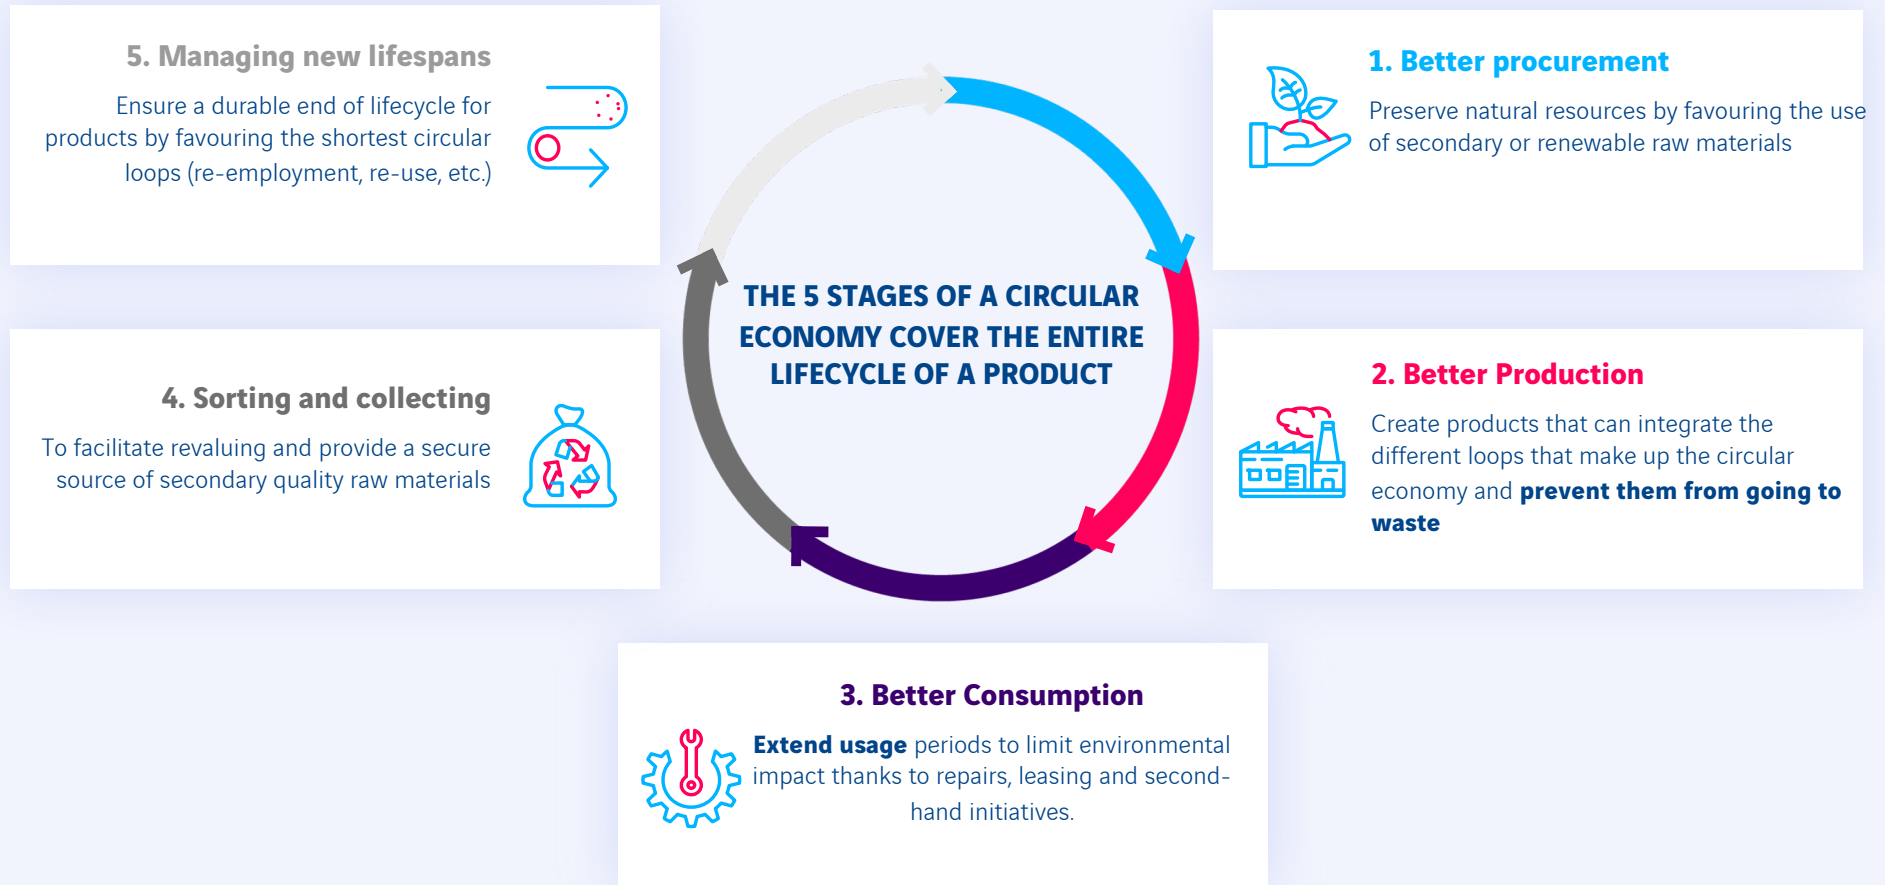 5. Managing new lifespans
Ensure a durable end of lifecycle for
products by favouring the shortest circular
loops (re-employment, re-use, etc.)
1. Better procurement
Preserve natural resources by favouring the use
of secondary or renewable raw materials
THE 5 STAGES OF A CIRCULAR
ECONOMY COVER THE ENTIRE
LIFECYCLE OF A PRODUCT
4. Sorting and collecting
To facilitate revaluing and provide a secure
source of secondary quality raw materials
2. Better Production
Create products that can integrate the
different loops that make up the circular
economy and prevent them from going to
waste
3. Better Consumption
Extend usage periods to limit environmental
impact thanks to repairs, leasing and second-
hand initiatives.